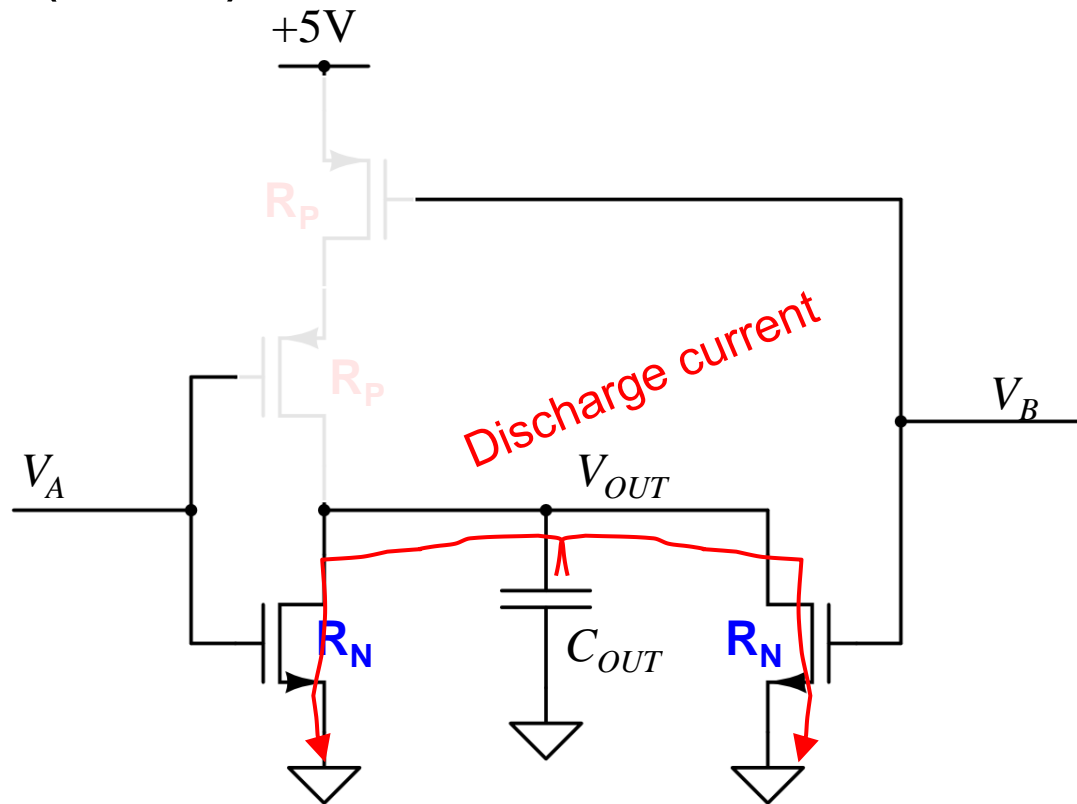 +5V
R_P
R_P
Discharge current
V_B
V_A
V_OUT
R_N
C_OUT
R_N